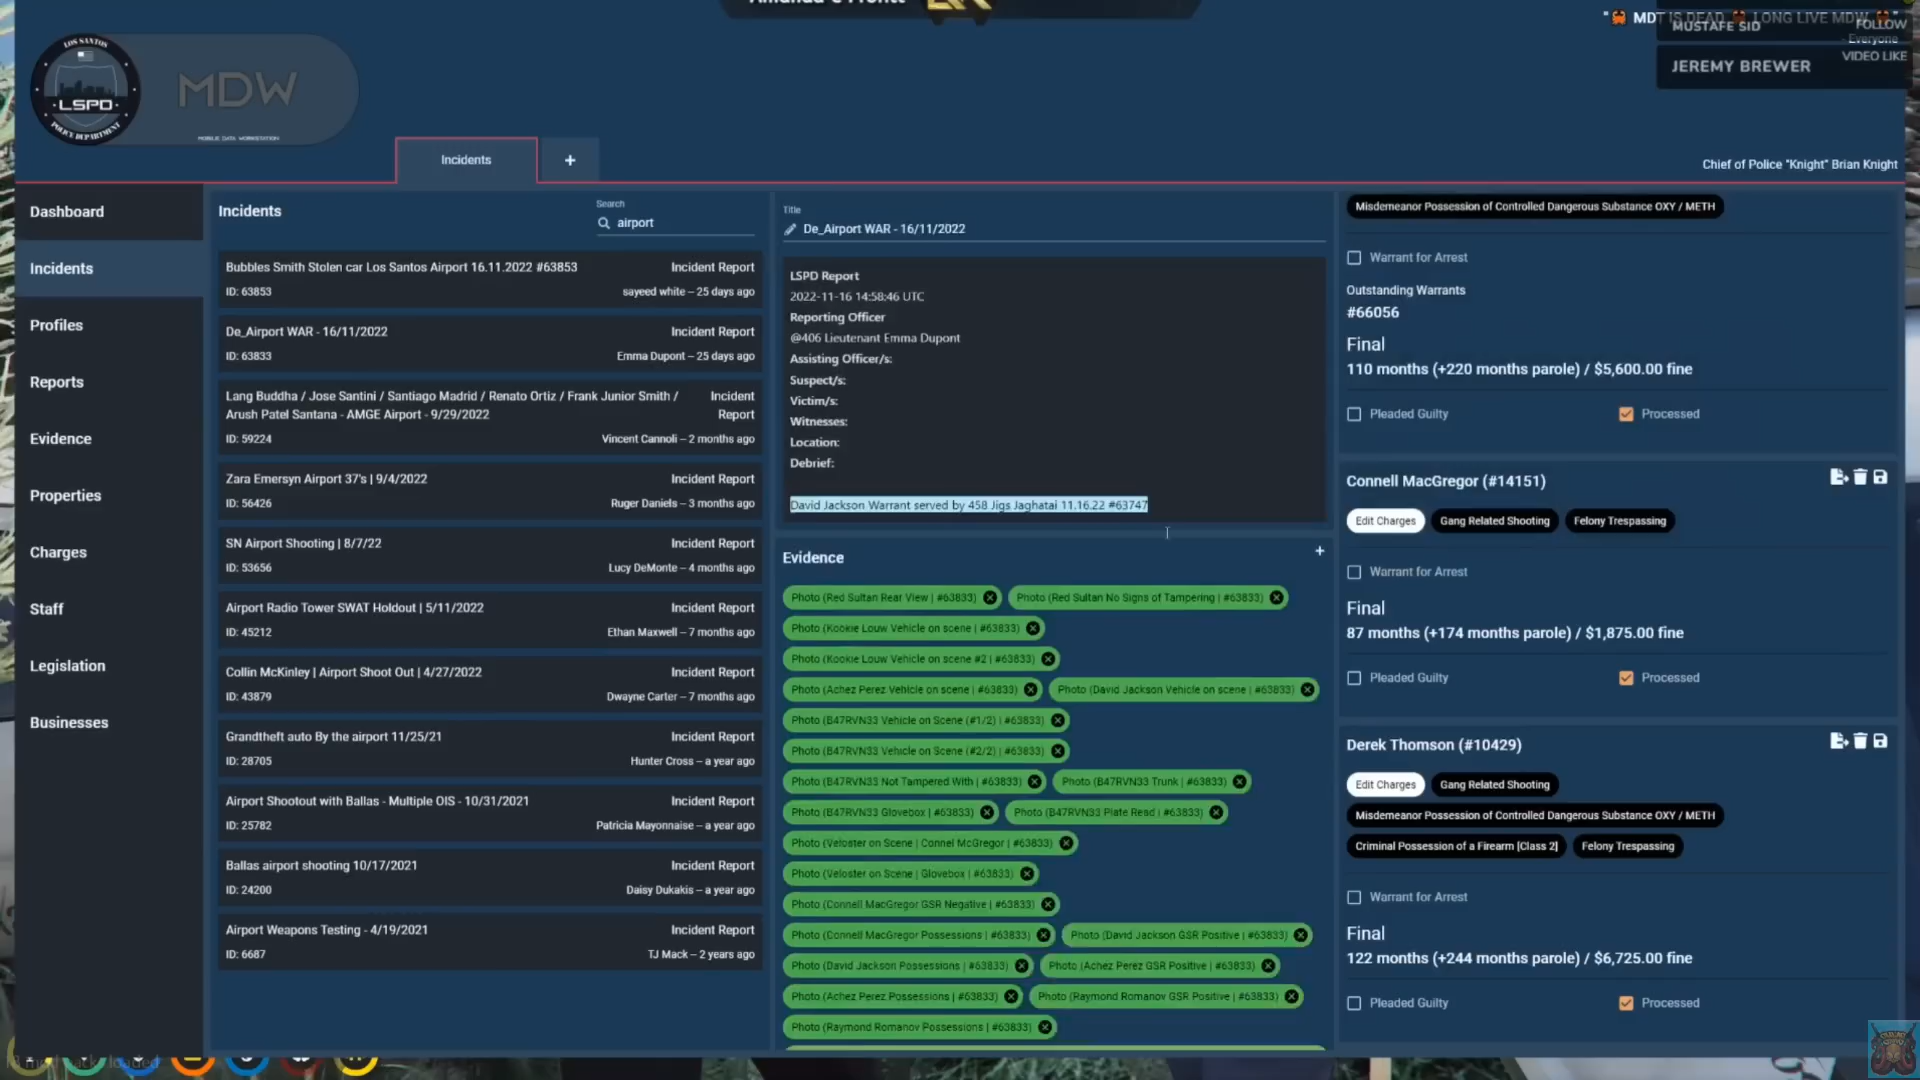 " MDT IS DEAD LONG LIVE MDW "
MUSTAFE SID
FOLLOW
Everyone
VIDEO LIKE
JEREMY BREWER
LOS SANTOS
LSPD
POLICE DEPARTMENT
MDW
MOBILE DATA WORKSTATION
Incidents
+
Chief of Police "Knight" Brian Knight
Dashboard
Incidents
Profiles
Reports
Evidence
Properties
Charges
Staff
Legislation
Businesses
Incidents
Search
airport
Bubbles Smith Stolen car Los Santos Airport 16.11.2022 #63853 Incident Report
ID: 63853 sayeed white – 25 days ago
De_Airport WAR - 16/11/2022 Incident Report
ID: 63833 Emma Dupont – 25 days ago
Lang Buddha / Jose Santini / Santiago Madrid / Renato Ortiz / Frank Junior Smith / Incident
Arush Patel Santana - AMGE Airport - 9/29/2022 Report
ID: 59224 Vincent Cannoli – 2 months ago
Zara Emersyn Airport 37's | 9/4/2022 Incident Report
ID: 56426 Ruger Daniels – 3 months ago
SN Airport Shooting | 8/7/22 Incident Report
ID: 53656 Lucy DeMonte – 4 months ago
Airport Radio Tower SWAT Holdout | 5/11/2022 Incident Report
ID: 45212 Ethan Maxwell – 7 months ago
Collin McKinley | Airport Shoot Out | 4/27/2022 Incident Report
ID: 43879 Dwayne Carter – 7 months ago
Grandtheft auto By the airport 11/25/21 Incident Report
ID: 28705 Hunter Cross – a year ago
Airport Shootout with Ballas - Multiple OIS - 10/31/2021 Incident Report
ID: 25782 Patricia Mayonnaise – a year ago
Ballas airport shooting 10/17/2021 Incident Report
ID: 24200 Daisy Dukakis – a year ago
Airport Weapons Testing - 4/19/2021 Incident Report
ID: 6687 TJ Mack – 2 years ago
Title
De_Airport WAR - 16/11/2022
LSPD Report
2022-11-16 14:58:46 UTC
Reporting Officer
@406 Lieutenant Emma Dupont
Assisting Officer/s:
Suspect/s:
Victim/s:
Witnesses:
Location:
Debrief:
David Jackson Warrant served by 458 Jigs Jaghatai 11.16.22 #63747
Evidence +
Photo (Red Sultan Rear View | #63833) Photo (Red Sultan No Signs of Tampering | #63833)
Photo (Kookie Louw Vehicle on scene | #63833)
Photo (Kookie Louw Vehicle on scene #2 | #63833)
Photo (Achez Perez Vehicle on scene | #63833) Photo (David Jackson Vehicle on scene | #63833)
Photo (B47RVN33 Vehicle on Scene (#1/2) | #63833)
Photo (B47RVN33 Vehicle on Scene (#2/2) | #63833)
Photo (B47RVN33 Not Tampered With | #63833) Photo (B47RVN33 Trunk | #63833)
Photo (B47RVN33 Glovebox | #63833) Photo (B47RVN33 Plate Read | #63833)
Photo (Veloster on Scene | Connel McGregor | #63833)
Photo (Veloster on Scene | Glovebox | #63833)
Photo (Connell MacGregor GSR Negative | #63833)
Photo (Connell MacGregor Possessions | #63833) Photo (David Jackson GSR Positive | #63833)
Photo (David Jackson Possessions | #63833) Photo (Achez Perez GSR Positive | #63833)
Photo (Achez Perez Possessions | #63833) Photo (Raymond Romanov GSR Positive | #63833)
Photo (Raymond Romanov Possessions | #63833)
Misdemeanor Possession of Controlled Dangerous Substance OXY / METH
Warrant for Arrest
Outstanding Warrants
#66056
Final
110 months (+220 months parole) / $5,600.00 fine
Pleaded Guilty Processed
Connell MacGregor (#14151)
Edit Charges Gang Related Shooting Felony Trespassing
Warrant for Arrest
Final
87 months (+174 months parole) / $1,875.00 fine
Pleaded Guilty Processed
Derek Thomson (#10429)
Edit Charges Gang Related Shooting
Misdemeanor Possession of Controlled Dangerous Substance OXY / METH
Criminal Possession of a Firearm [Class 2] Felony Trespassing
Warrant for Arrest
Final
122 months (+244 months parole) / $6,725.00 fine
Pleaded Guilty Processed